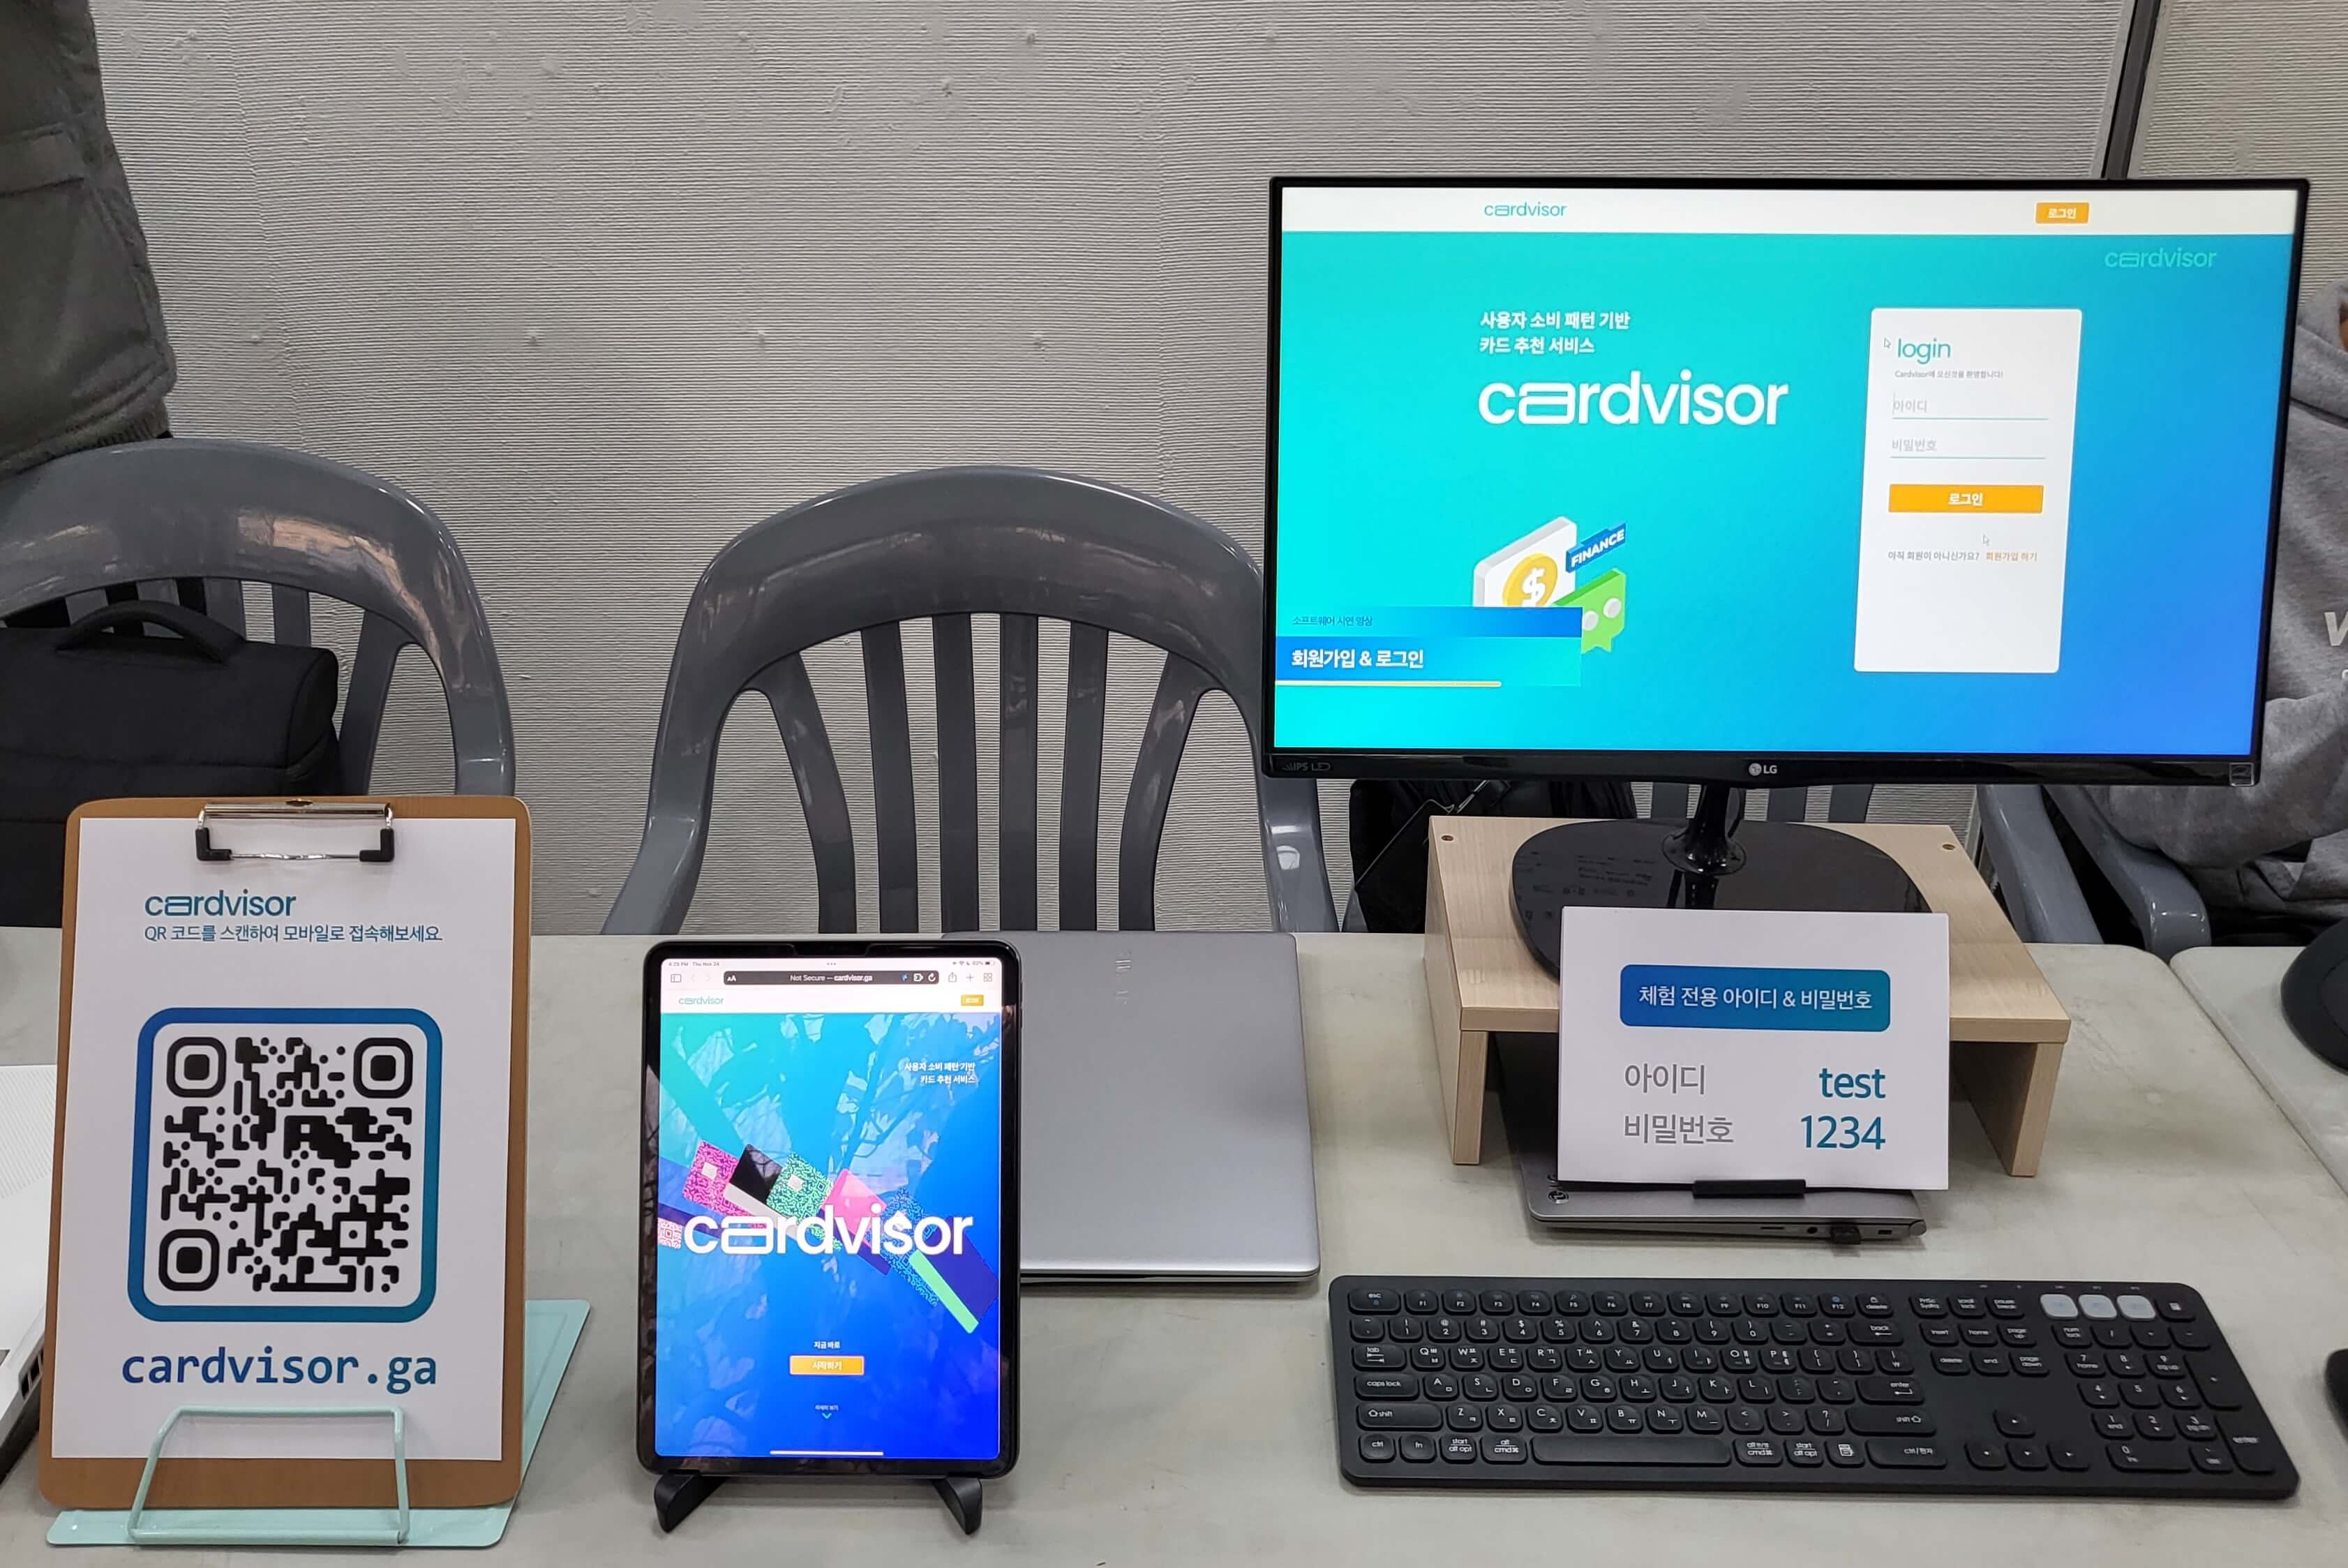 cardvisor
QR 코드를 스캔하여 모바일로 접속해보세요.
cardvisor.ga
Not Secure — cardvisor.ga
cardvisor
사용자 소비 패턴 기반
카드 추천 서비스
cardvisor
지금 바로
시작하기
cardvisor
로그인
cardvisor
사용자 소비 패턴 기반
카드 추천 서비스
cardvisor
FINANCE
$
login
Cardvisor에 오신것을 환영합니다!
아이디
비밀번호
로그인
아직 회원이 아니신가요? 회원가입 하기
소프트웨어 시연 영상
회원가입 & 로그인
LG
체험 전용 아이디 & 비밀번호
아이디 test
비밀번호 1234